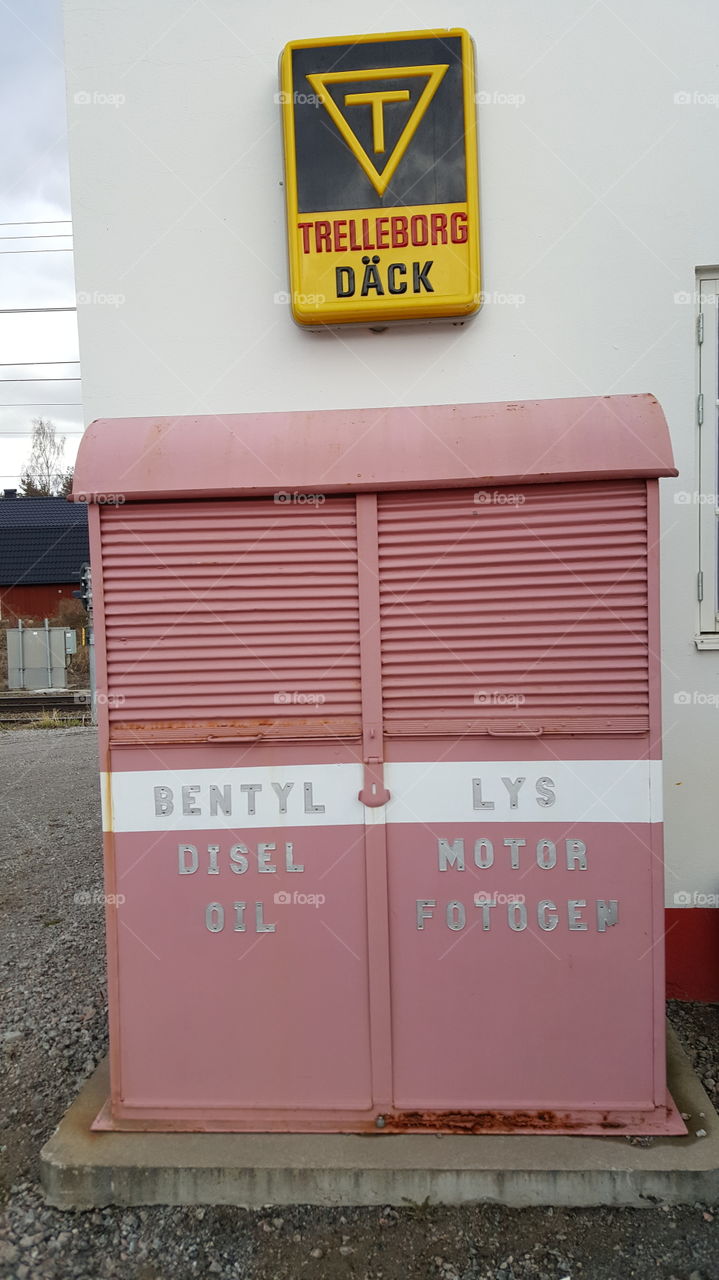 T
TRELLEBORG
DÄCK
BENTYL
DISEL
OIL
LYS
MOTOR
FOTOGEN